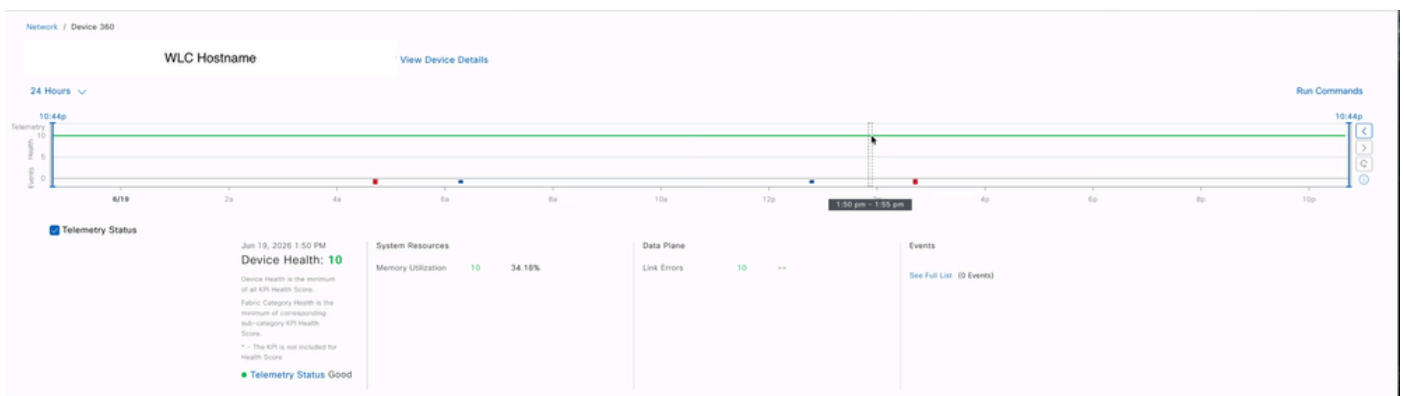 Network / Device 360
WLC Hostname
View Device Details
24 Hours
Run Commands
10:44p
10:44p
Telemetry
10
Health
5
Events
0
6/19
2a
4a
6a
8a
10a
12p
4p
6p
8p
10p
1:50 pm - 1:55 pm
Telemetry Status
Jun 19, 2026 1:50 PM
Device Health: 10
Device Health is the minimum
of all KPI Health Score.
Fabric Category Health is the
minimum of corresponding
sub-category KPI Health
Score.
* - The KPI is not included for
Health Score
Telemetry Status Good
System Resources
Memory Utilization 10 34.18%
Data Plane
Link Errors 10 --
Events
See Full List (0 Events)